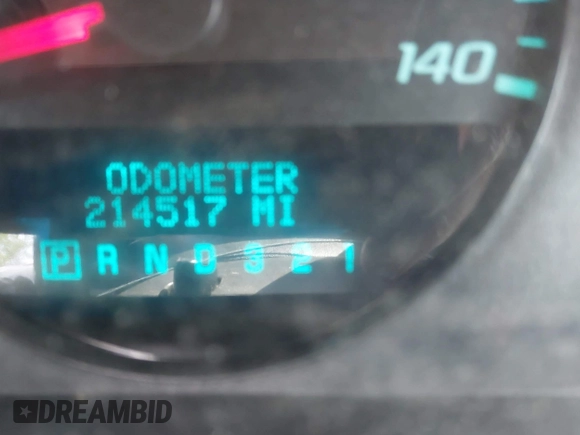 140
ODOMETER
214517 MI
P R N D 3 2 1
DREAMBID